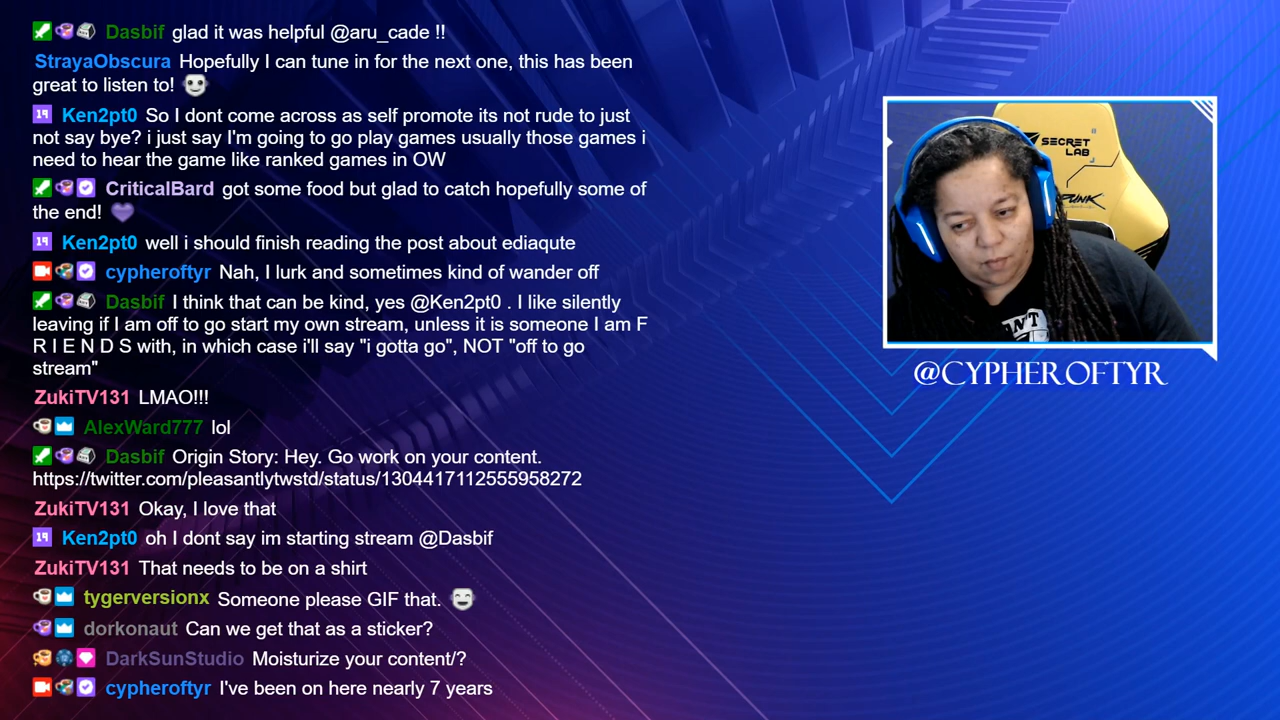 Dasbif glad it was helpful @aru_cade !!
StrayaObscura Hopefully I can tune in for the next one, this has been
great to listen to!
19 Ken2pt0 So I dont come across as self promote its not rude to just
not say bye? i just say I'm going to go play games usually those games i
need to hear the game like ranked games in OW
CriticalBard got some food but glad to catch hopefully some of
the end!
19 Ken2pt0 well i should finish reading the post about ediaqute
cypheroftyr Nah, I lurk and sometimes kind of wander off
Dasbif I think that can be kind, yes @Ken2pt0 . I like silently
leaving if I am off to go start my own stream, unless it is someone I am F
R I E N D S with, in which case i'll say "i gotta go", NOT "off to go
stream"
ZukiTV131 LMAO!!!
AlexWard777 lol
Dasbif Origin Story: Hey. Go work on your content.
https://twitter.com/pleasantlytwstd/status/1304417112555958272
ZukiTV131 Okay, I love that
19 Ken2pt0 oh I dont say im starting stream @Dasbif
ZukiTV131 That needs to be on a shirt
tygerversionx Someone please GIF that.
dorkonaut Can we get that as a sticker?
DarkSunStudio Moisturize your content/?
cypheroftyr I've been on here nearly 7 years
SECRET
LAB
@CYPHEROFTYR